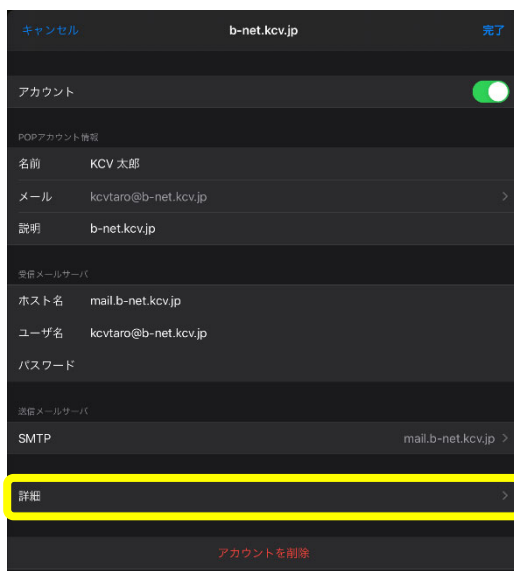 キャンセル b-net.kcv.jp 完了
アカウント
POPアカウント情報
名前 KCV 太郎
メール kcvtaro@b-net.kcv.jp
説明 b-net.kcv.jp
受信メールサーバ
ホスト名 mail.b-net.kcv.jp
ユーザ名 kcvtaro@b-net.kcv.jp
パスワード
送信メールサーバ
SMTP mail.b-net.kcv.jp
詳細
アカウントを削除